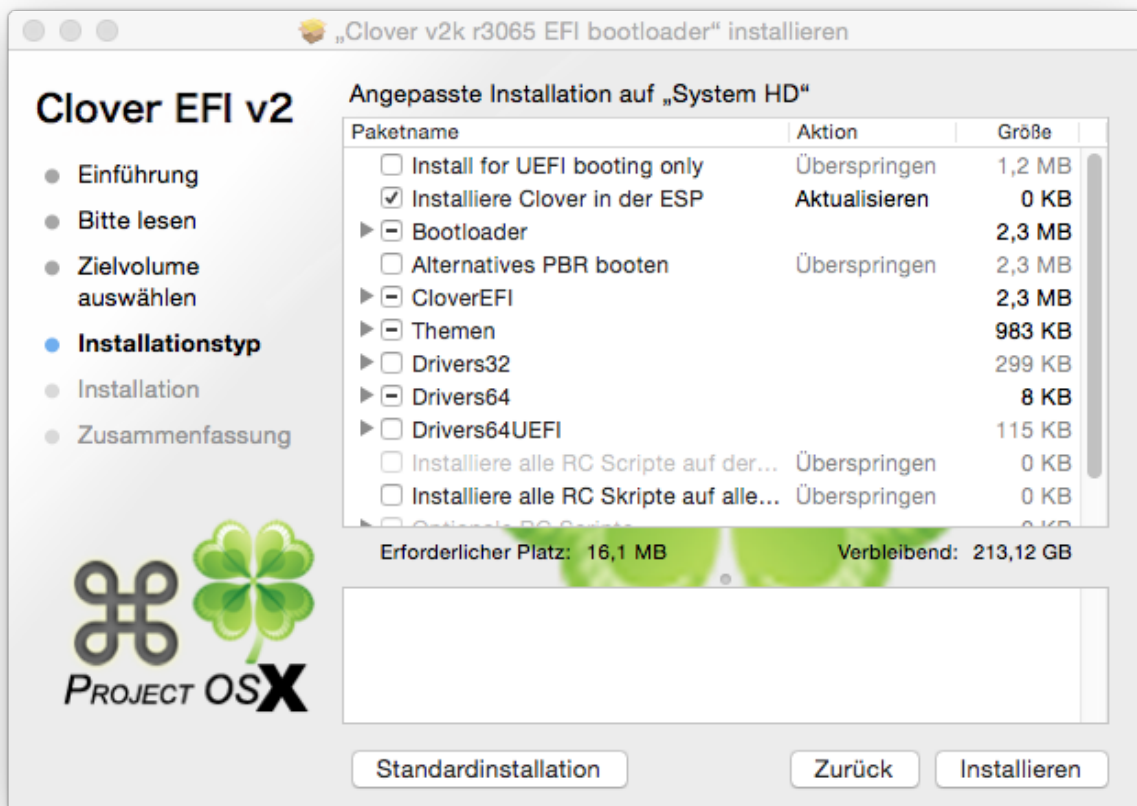 „Clover v2k r3065 EFI bootloader“ installieren
Clover EFI v2
Einführung
Bitte lesen
Zielvolume
auswählen
Installationstyp
Installation
Zusammenfassung
PROJECT OSX
Angepasste Installation auf „System HD“
Paketname Aktion Größe
Install for UEFI booting only Überspringen 1,2 MB
Installiere Clover in der ESP Aktualisieren 0 KB
Bootloader 2,3 MB
Alternatives PBR booten Überspringen 2,3 MB
CloverEFI 2,3 MB
Themen 983 KB
Drivers32 299 KB
Drivers64 8 KB
Drivers64UEFI 115 KB
Installiere alle RC Scripte auf der... Überspringen 0 KB
Installiere alle RC Skripte auf alle... Überspringen 0 KB
Optionale RC Scripte 0 KB
Erforderlicher Platz: 16,1 MB Verbleibend: 213,12 GB
Standardinstallation Zurück Installieren